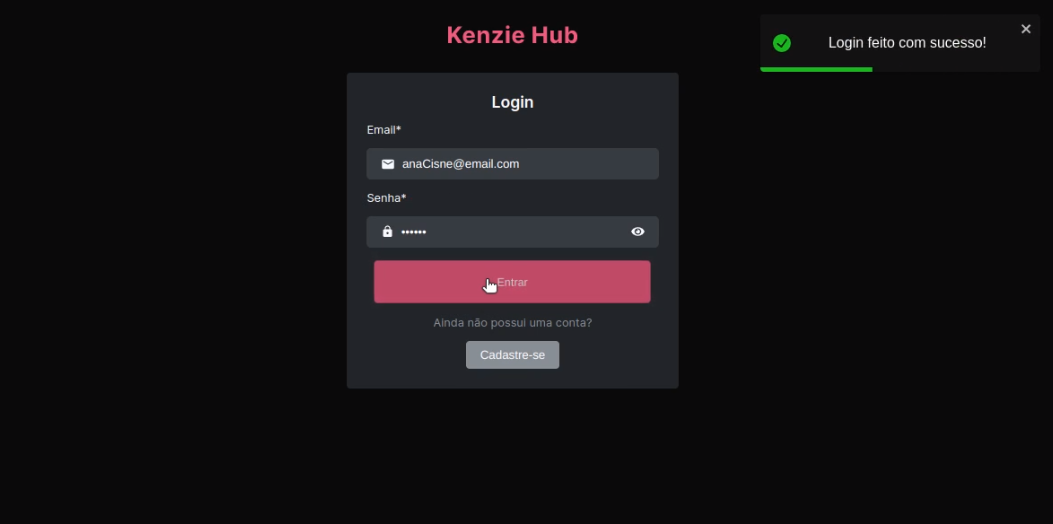 Kenzie Hub
Login feito com sucesso!
Login
Email*
anaCisne@email.com
Senha*
••••••
Entrar
Ainda não possui uma conta?
Cadastre-se